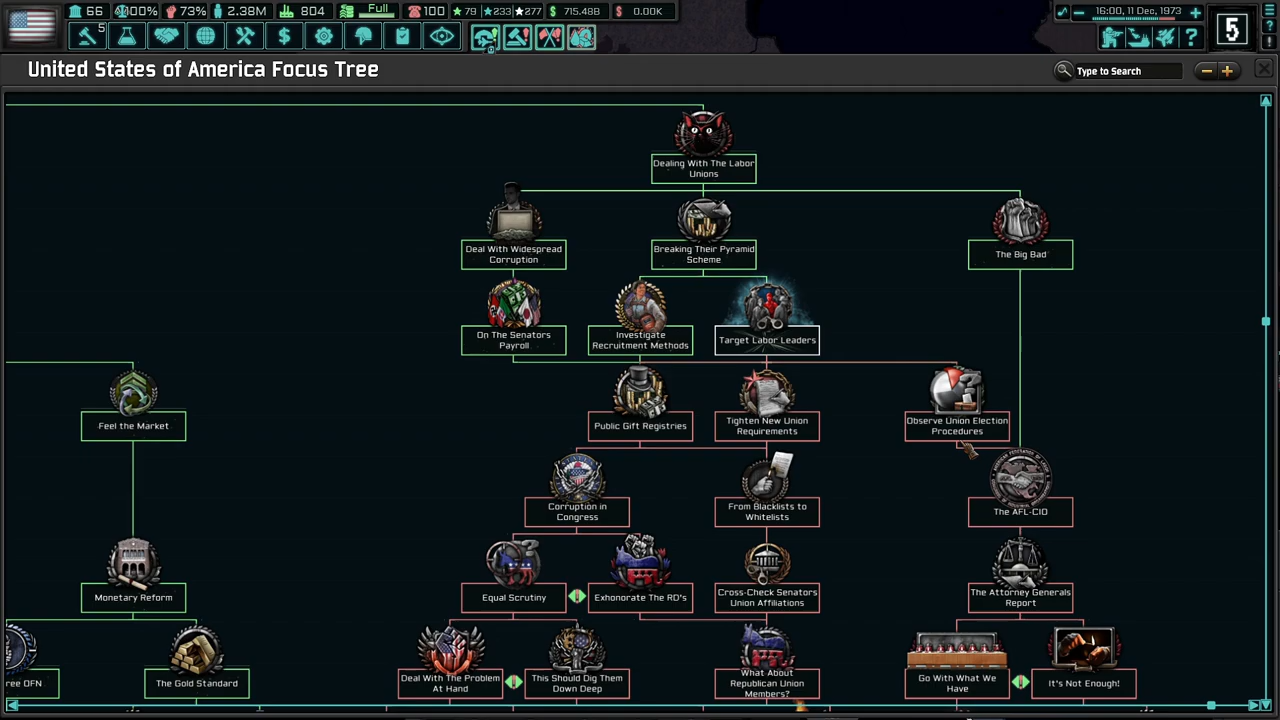 66
100%
73%
2.38M
804
Full
100
79
233
277
715.48B
0.00K
16:00, 11 Dec, 1973
5
5
United States of America Focus Tree
Type to Search
Dealing With The Labor
Unions
Deal With Widespread
Corruption
Breaking Their Pyramid
Scheme
The Big Bad
On The Senators
Payroll
Investigate
Recruitment Methods
Target Labor Leaders
Feel the Market
Public Gift Registries
Tighten New Union
Requirements
Observe Union Election
Procedures
Corruption in
Congress
From Blacklists to
Whitelists
The AFL-CIO
Monetary Reform
Equal Scrutiny
Exhonorate The RD's
Cross-Check Senators
Union Affiliations
The Attorney Generals
Report
ree OFN
The Gold Standard
Deal With The Problem
At Hand
This Should Dig Them
Down Deep
What About
Republican Union
Members?
Go With What We
Have
It's Not Enough!